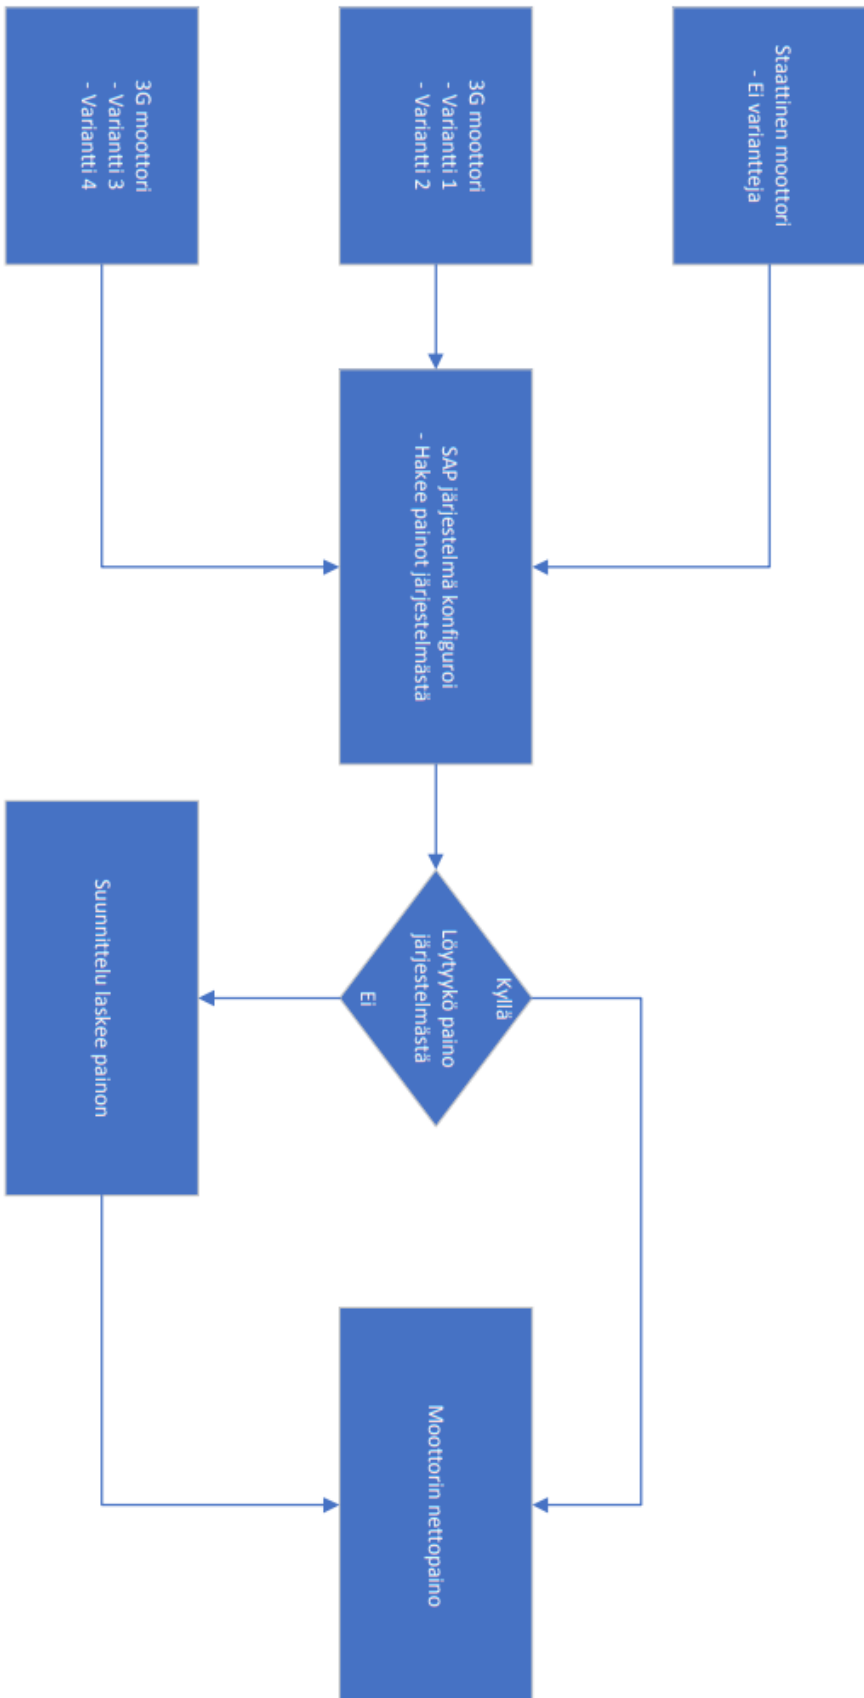 Staattinen moottori
- Ei variantteja
3G moottori
- Variantti 1
- Variantti 2
3G moottori
- Variantti 3
- Variantti 4
SAP järjestelmä konfiguroi
- Hakee painot järjestelmästä
Kyllä
Löytyykö paino
järjestelmästä
Ei
Suunnittelu laskee painon
Moottorin nettopaino